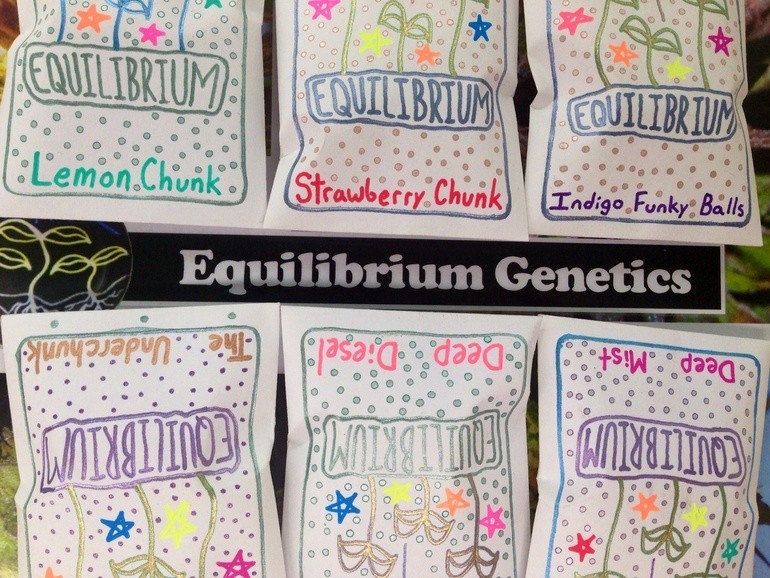 EQUILIBRIUM
Lemon Chunk
EQUILIBRIUM
Strawberry Chunk
EQUILIBRIUM
Indigo Funky Balls
Equilibrium Genetics
The Underchunk
EQUILIBRIUM
Deep Diesel
EQUILIBRIUM
Deep Mist
EQUILIBRIUM